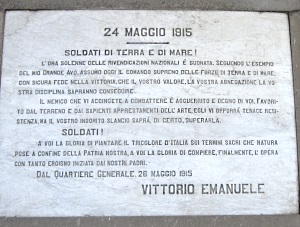 24 MAGGIO 1915
SOLDATI DI TERRA E DI MARE!
L'ORA SOLENNE DELLE RIVENDICAZIONI NAZIONALI È SUONATA. SEGUENDO L'ESEMPIO
DEL MIO GRANDE AVO, ASSUMO OGGI IL COMANDO SUPREMO DELLE FORZE DI TERRA E DI MARE,
CON SICURA FEDE NELLA VITTORIA, CHE IL VOSTRO VALORE, LA VOSTRA ABNEGAZIONE LA VO
STRA DISCIPLINA SAPRANNO CONSEGUIRE.
IL NEMICO CHE VI ACCINGETE A COMBATTERE È AGGUERRITO E DEGNO DI VOI. FAVORI
TO DAL TERRENO E DAI SAPIENTI APPRESTAMENTI DELL'ARTE, EGLI VI OPPORRÀ TENACE RESI
STENZA, MA IL VOSTRO INDOMITO SLANCIO SAPRÀ, DI CERTO, SUPERARLA.
SOLDATI!
A VOI LA GLORIA DI PIANTARE IL TRICOLORE D'ITALIA SUI TERMINI SACRI CHE NATURA
POSE A CONFINE DELLA PATRIA NOSTRA, A VOI LA GLORIA DI COMPIERE, FINALMENTE, L'OPERA
CON TANTO EROISMO INIZIATA DAI NOSTRI PADRI.
DAL QUARTIERE GENERALE, 26 MAGGIO 1915
VITTORIO EMANUELE